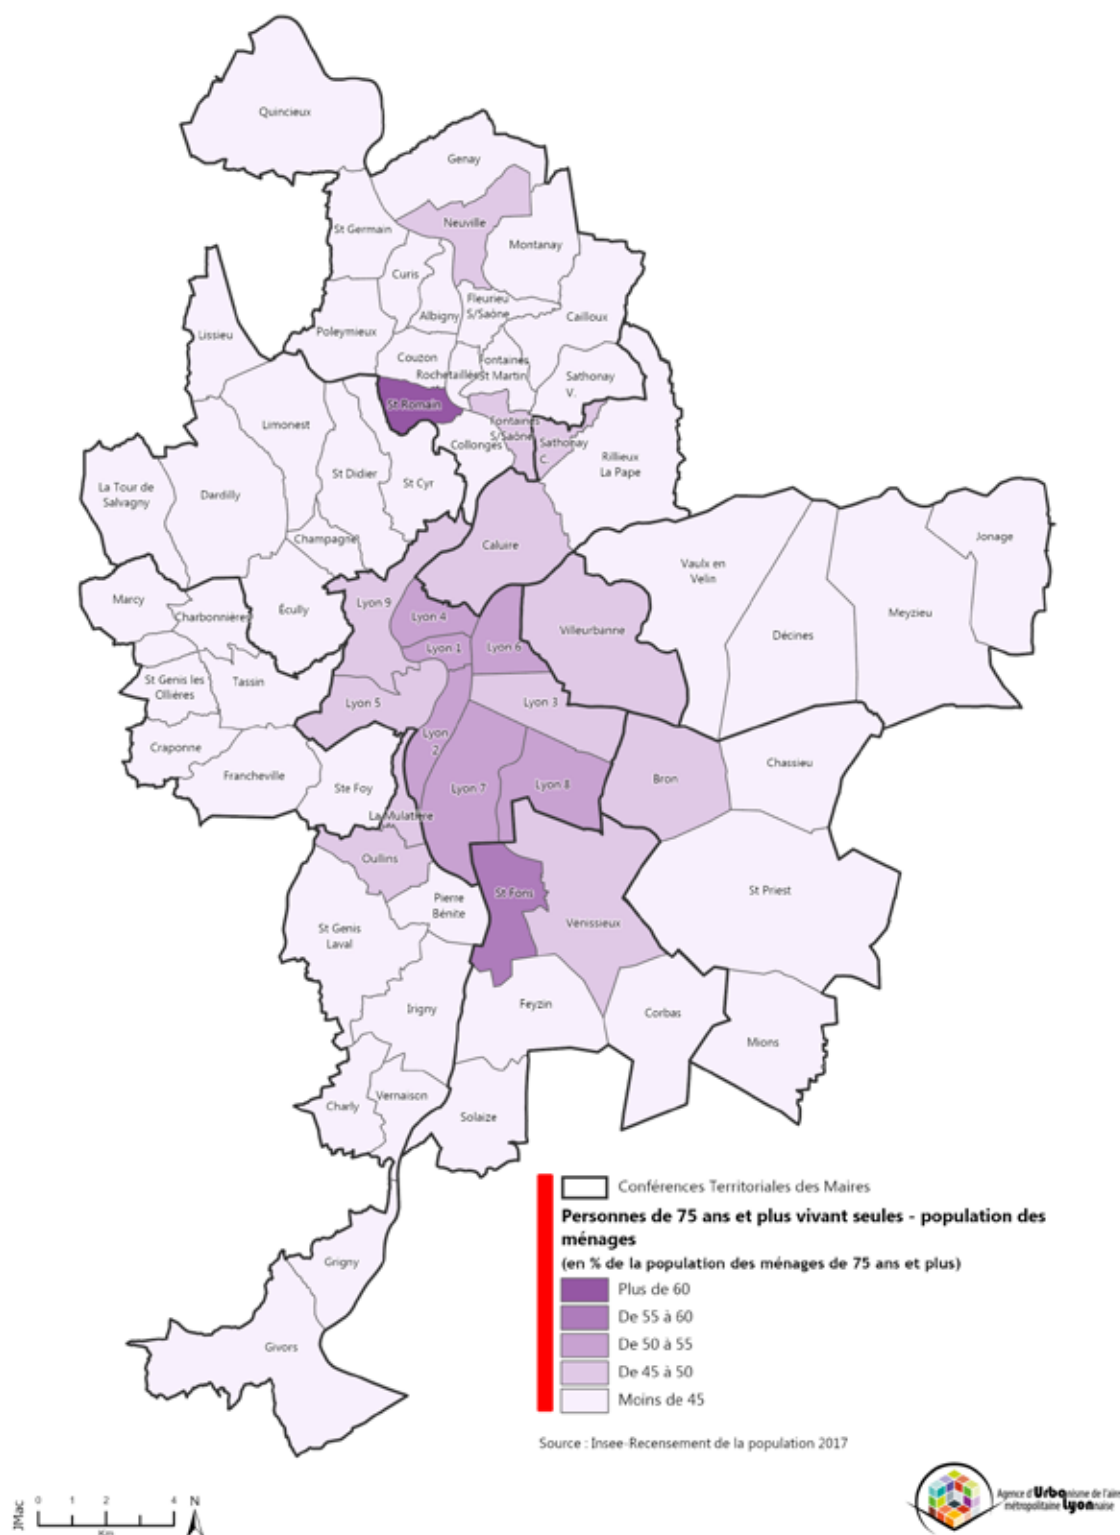 Quincieux
Genay
Neuville
St Germain
Montanay
Curis
Fleurieu
S/Saône
Albigny
Cailloux
Poleymieux
Lissieu
Couzon
Fontaines
St Martin
Rochetaillée
Sathonay
V.
St Romain
Limonest
Fontaines
S/Saône
Collonges
Sathonay
C.
Rillieux
La Pape
St Didier
St Cyr
La Tour de
Salvagny
Dardilly
Champagne
Caluire
Jonage
Vaulx en
Velin
Marcy
Charbonnières
Écully
Lyon 9
Lyon 4
Villeurbanne
Meyzieu
Décines
Lyon 1
Lyon 6
St Genis les
Ollières
Tassin
Lyon 5
Lyon 3
Craponne
Lyon
2
Francheville
Ste Foy
Lyon 7
Lyon 8
Bron
Chassieu
La Mulatière
Oullins
St Fons
St Priest
Pierre
Bénite
Vénissieux
St Genis
Laval
Irigny
Feyzin
Corbas
Mions
Charly
Vernaison
Solaize
Grigny
Givors
Conférences Territoriales des Maires
Personnes de 75 ans et plus vivant seules - population des
ménages
(en % de la population des ménages de 75 ans et plus)
Plus de 60
De 55 à 60
De 50 à 55
De 45 à 50
Moins de 45
Source : Insee-Recensement de la population 2017
JMac
0 1 2 4
Km
N
Agence d'Urbanisme de l'aire
métropolitaine Lyonnaise